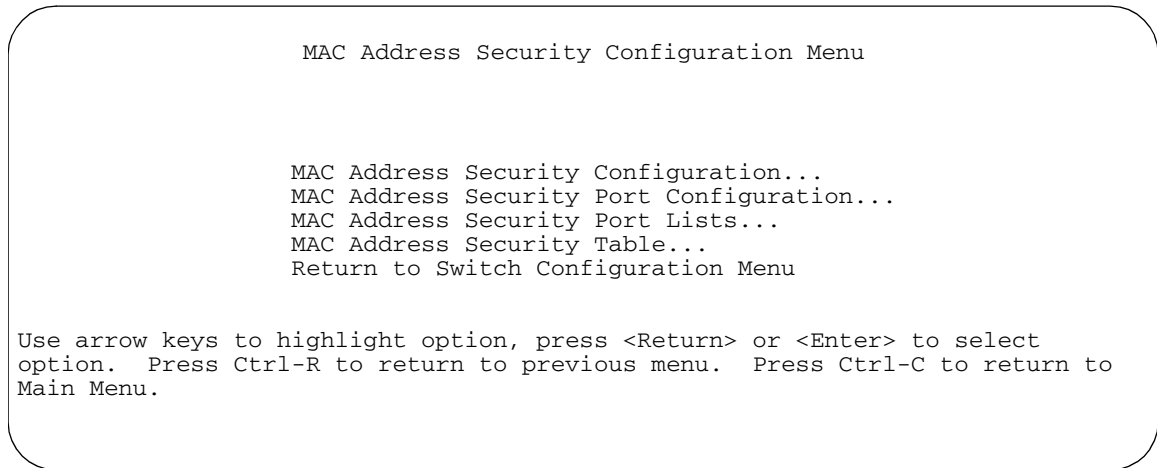 MAC Address Security Configuration Menu
MAC Address Security Configuration...
MAC Address Security Port Configuration...
MAC Address Security Port Lists...
MAC Address Security Table...
Return to Switch Configuration Menu
Use arrow keys to highlight option, press <Return> or <Enter> to select
option.  Press Ctrl-R to return to previous menu.  Press Ctrl-C to return to
Main Menu.